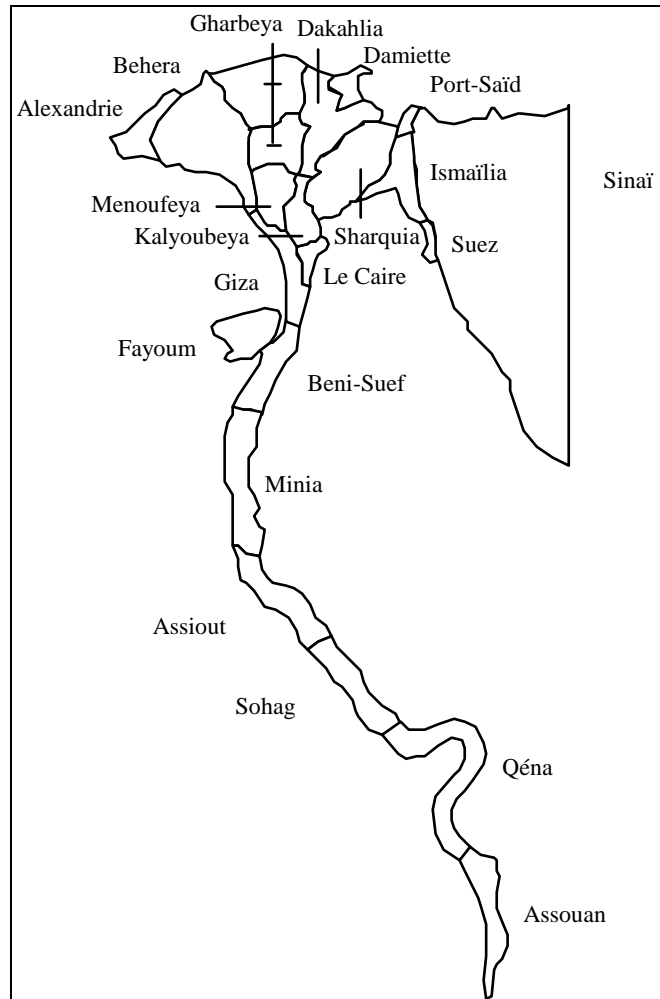 Gharbeya
Dakahlia
Damiette
Behera
Port-Saïd
Alexandrie
Ismaïlia
Sinaï
Menoufeya
Kalyoubeya
Sharquia
Suez
Giza
Le Caire
Fayoum
Beni-Suef
Minia
Assiout
Sohag
Qéna
Assouan